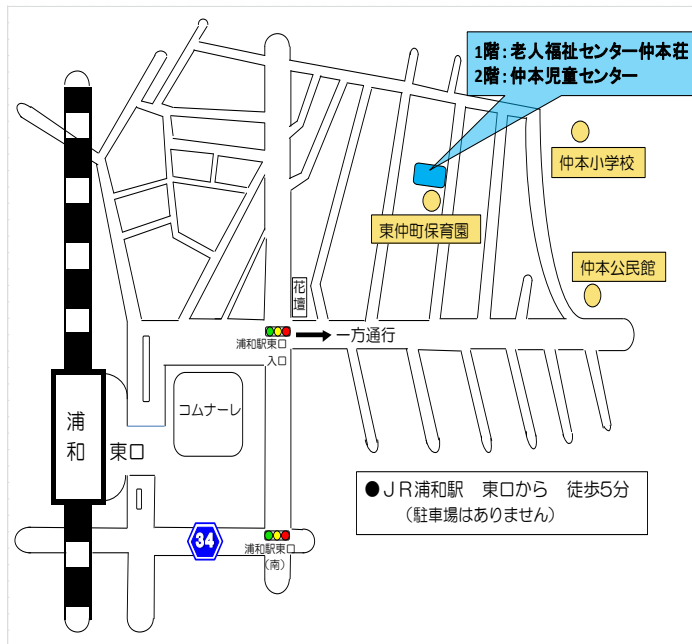 1階：老人福祉センター仲本荘
2階：仲本児童センター
仲本小学校
東仲町保育園
仲本公民館
花壇
浦和駅東口
入口
一方通行
コムナーレ
浦和
東口
●ＪＲ浦和駅　東口から　徒歩5分
（駐車場はありません）
34
浦和駅東口
（南）